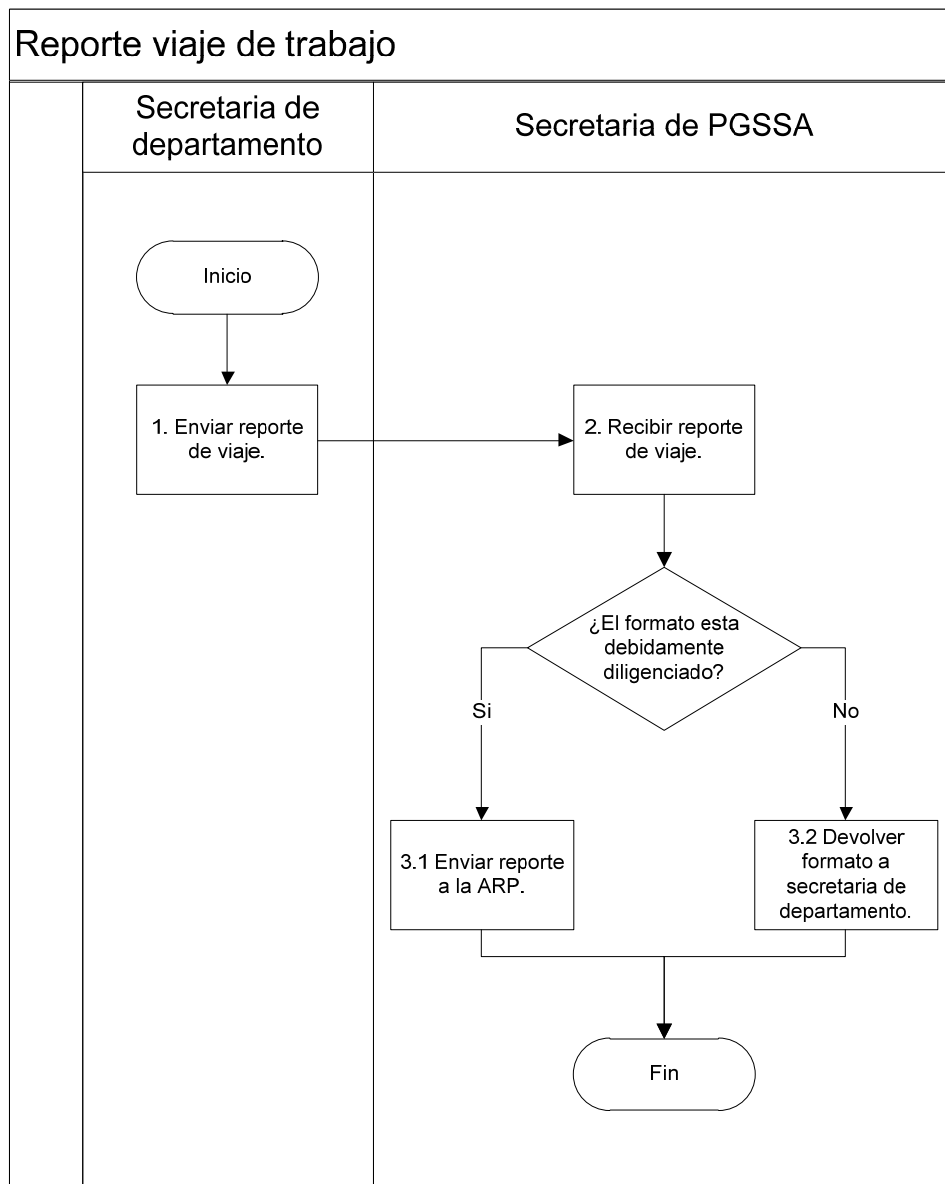 Reporte viaje de trabajo
Secretaria de
departamento
Secretaria de PGSSA
Inicio
1. Enviar reporte
de viaje.
2. Recibir reporte
de viaje.
¿El formato esta
debidamente
diligenciado?
Si
No
3.1 Enviar reporte
a la ARP.
3.2 Devolver
formato a
secretaria de
departamento.
Fin